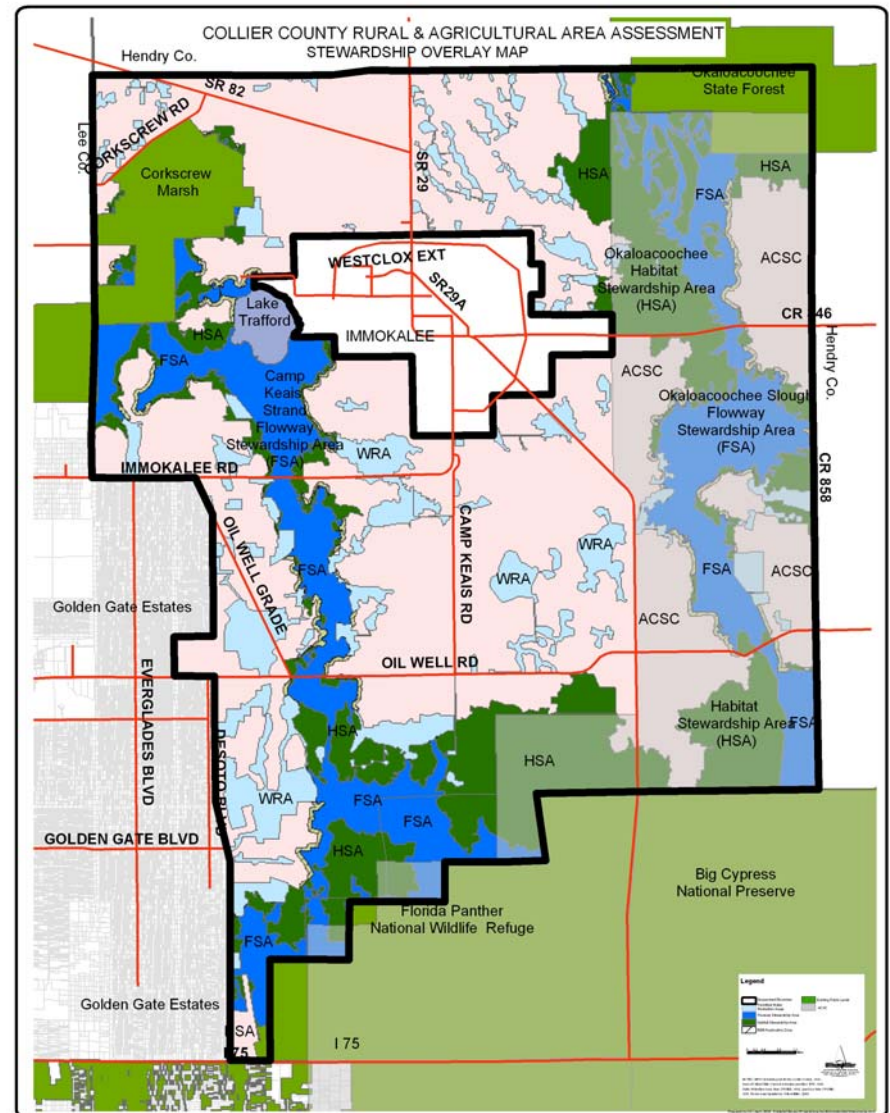 COLLIER COUNTY RURAL & AGRICULTURAL AREA ASSESSMENT
STEWARDSHIP OVERLAY MAP
Hendry Co.
SR 82
CORKSCREW RD
Lee Co.
Corkscrew
Marsh
SR 29
Okaloacoochee
State Forest
HSA
HSA
FSA
ACSC
WESTCLOX EXT
SR29A
Okaloacoochee
Habitat
Stewardship Area
(HSA)
Lake
Trafford
IMMOKALEE
CR 846
Hendry Co.
HSA
FSA
Camp
Keais
Strand
Flowway
Stewardship Area
(FSA)
ACSC
Okaloacoochee Slough
Flowway
Stewardship Area
(FSA)
WRA
IMMOKALEE RD
CR 858
OIL WELL GRADE
CAMP KEAIS RD
FSA
WRA
WRA
FSA
ACSC
ACSC
Golden Gate Estates
OIL WELL RD
EVERGLADES BLVD
DESOTO BLVD
HSA
Habitat
Stewardship Area
(HSA)
FSA
HSA
WRA
FSA
FSA
GOLDEN GATE BLVD
HSA
Big Cypress
National Preserve
Florida Panther
National Wildlife Refuge
FSA
Golden Gate Estates
HSA
I 75
I 75
Legend